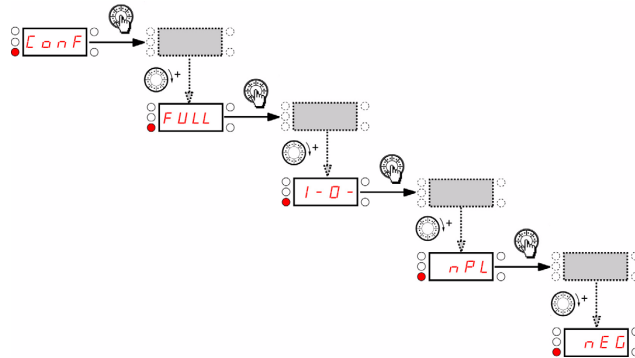 ConF
+
FULL
+
I-O-
+
nPL
+
nEG